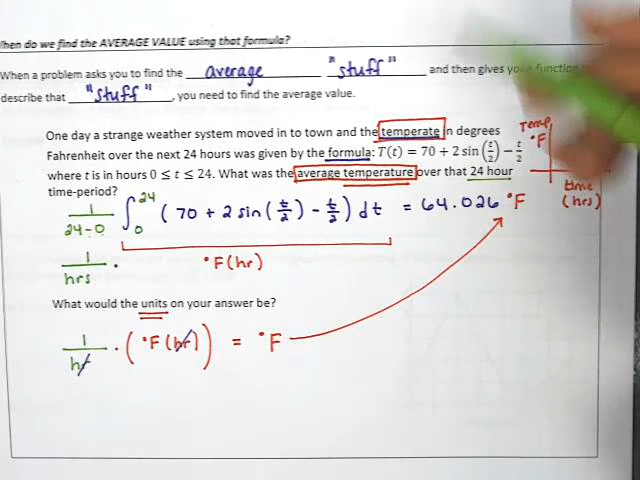 When do we find the AVERAGE VALUE using that formula?
When a problem asks you to find the average "stuff" and then gives you a function to
describe that "stuff", you need to find the average value.
One day a strange weather system moved in to town and the temperate in degrees
Fahrenheit over the next 24 hours was given by the formula: T(t) = 70 + 2 sin(t/2) − t/2
where t is in hours 0 ≤ t ≤ 24. What was the average temperature over that 24 hour
time-period?
Temp
°F
time
(hrs)
1/(24-0) ∫₀²⁴ (70 + 2 sin(t/2) − t/2) dt = 64.026 °F
1/hrs · °F(hr)
What would the units on your answer be?
1/hr · (°F(hr)) = °F